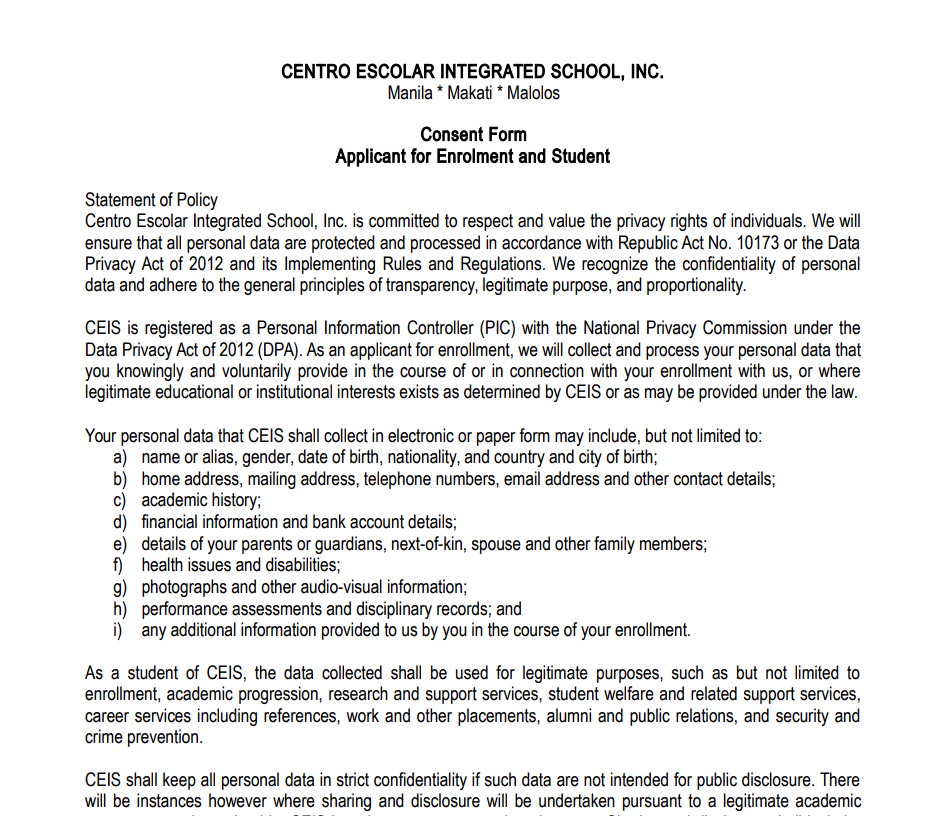 CENTRO ESCOLAR INTEGRATED SCHOOL, INC.
Manila * Makati * Malolos
Consent Form
Applicant for Enrolment and Student
Statement of Policy
Centro Escolar Integrated School, Inc. is committed to respect and value the privacy rights of individuals. We will
ensure that all personal data are protected and processed in accordance with Republic Act No. 10173 or the Data
Privacy Act of 2012 and its Implementing Rules and Regulations. We recognize the confidentiality of personal
data and adhere to the general principles of transparency, legitimate purpose, and proportionality.
CEIS is registered as a Personal Information Controller (PIC) with the National Privacy Commission under the
Data Privacy Act of 2012 (DPA). As an applicant for enrollment, we will collect and process your personal data that
you knowingly and voluntarily provide in the course of or in connection with your enrollment with us, or where
legitimate educational or institutional interests exists as determined by CEIS or as may be provided under the law.
Your personal data that CEIS shall collect in electronic or paper form may include, but not limited to:
a) name or alias, gender, date of birth, nationality, and country and city of birth;
b) home address, mailing address, telephone numbers, email address and other contact details;
c) academic history;
d) financial information and bank account details;
e) details of your parents or guardians, next-of-kin, spouse and other family members;
f) health issues and disabilities;
g) photographs and other audio-visual information;
h) performance assessments and disciplinary records; and
i) any additional information provided to us by you in the course of your enrollment.
As a student of CEIS, the data collected shall be used for legitimate purposes, such as but not limited to
enrollment, academic progression, research and support services, student welfare and related support services,
career services including references, work and other placements, alumni and public relations, and security and
crime prevention.
CEIS shall keep all personal data in strict confidentiality if such data are not intended for public disclosure. There
will be instances however where sharing and disclosure will be undertaken pursuant to a legitimate academic